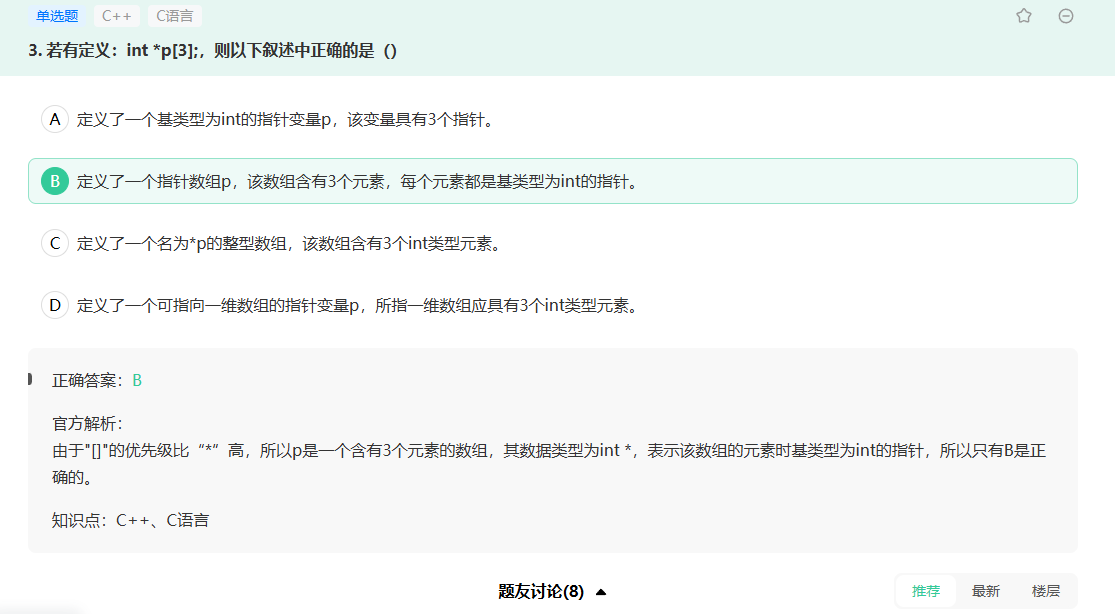 单选题 C++ C语言
3. 若有定义：int *p[3];，则以下叙述中正确的是（）
A 定义了一个基类型为int的指针变量p，该变量具有3个指针。
B 定义了一个指针数组p，该数组含有3个元素，每个元素都是基类型为int的指针。
C 定义了一个名为*p的整型数组，该数组含有3个int类型元素。
D 定义了一个可指向一维数组的指针变量p，所指一维数组应具有3个int类型元素。
正确答案：B
官方解析：
由于"[]"的优先级比“*”高，所以p是一个含有3个元素的数组，其数据类型为int *，表示该数组的元素时基类型为int的指针，所以只有B是正
确的。
知识点：C++、C语言
题友讨论(8) 推荐 最新 楼层